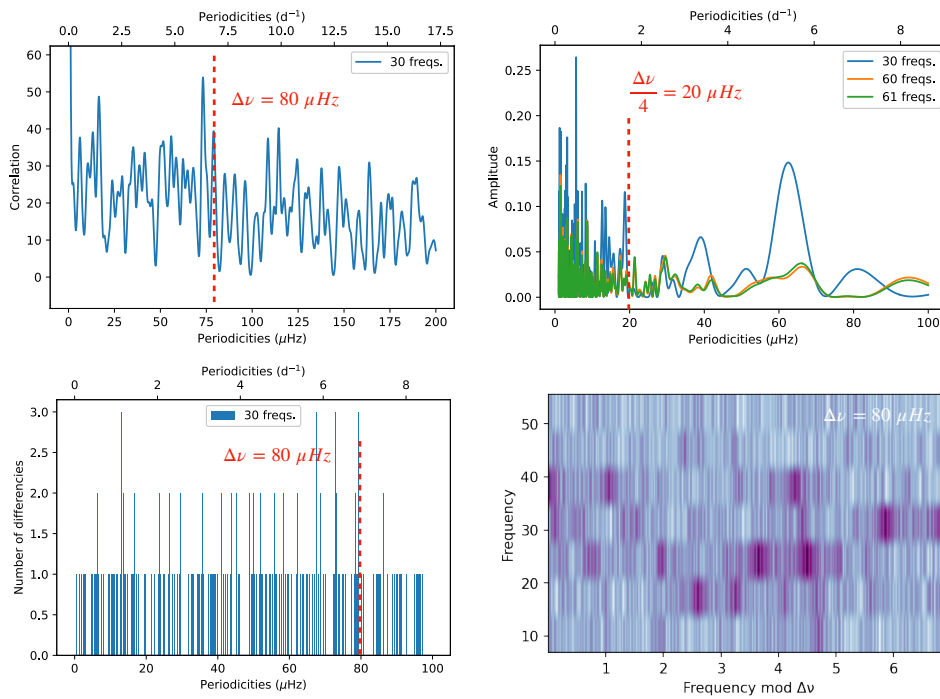 Periodicities (d⁻¹)
0.0 2.5 5.0 7.5 10.0 12.5 15.0 17.5
60
50
40
30
20
10
0
Correlation
30 freqs.
Δν = 80 μHz
0 25 50 75 100 125 150 175 200
Periodicities (μHz)
Periodicities (d⁻¹)
0 2 4 6 8
0.25
0.20
0.15
0.10
0.05
0.00
Amplitude
30 freqs.
60 freqs.
61 freqs.
Δν/4 = 20 μHz
0 20 40 60 80 100
Periodicities (μHz)
Periodicities (d⁻¹)
0 2 4 6 8
3.0
2.5
2.0
1.5
1.0
0.5
0.0
Number of differencies
30 freqs.
Δν = 80 μHz
0 20 40 60 80 100
Periodicities (μHz)
Δν = 80 μHz
50
40
30
20
10
Frequency
1 2 3 4 5 6
Frequency mod Δν